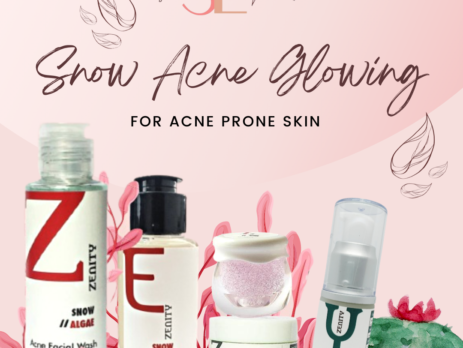 Snow Acne Glowing
FOR ACNE PRONE SKIN
Z
ZENITY
SNOW
// ALGAE
Acne Facial Wash
E
ZENITY
SNOW
Y
ZENITY